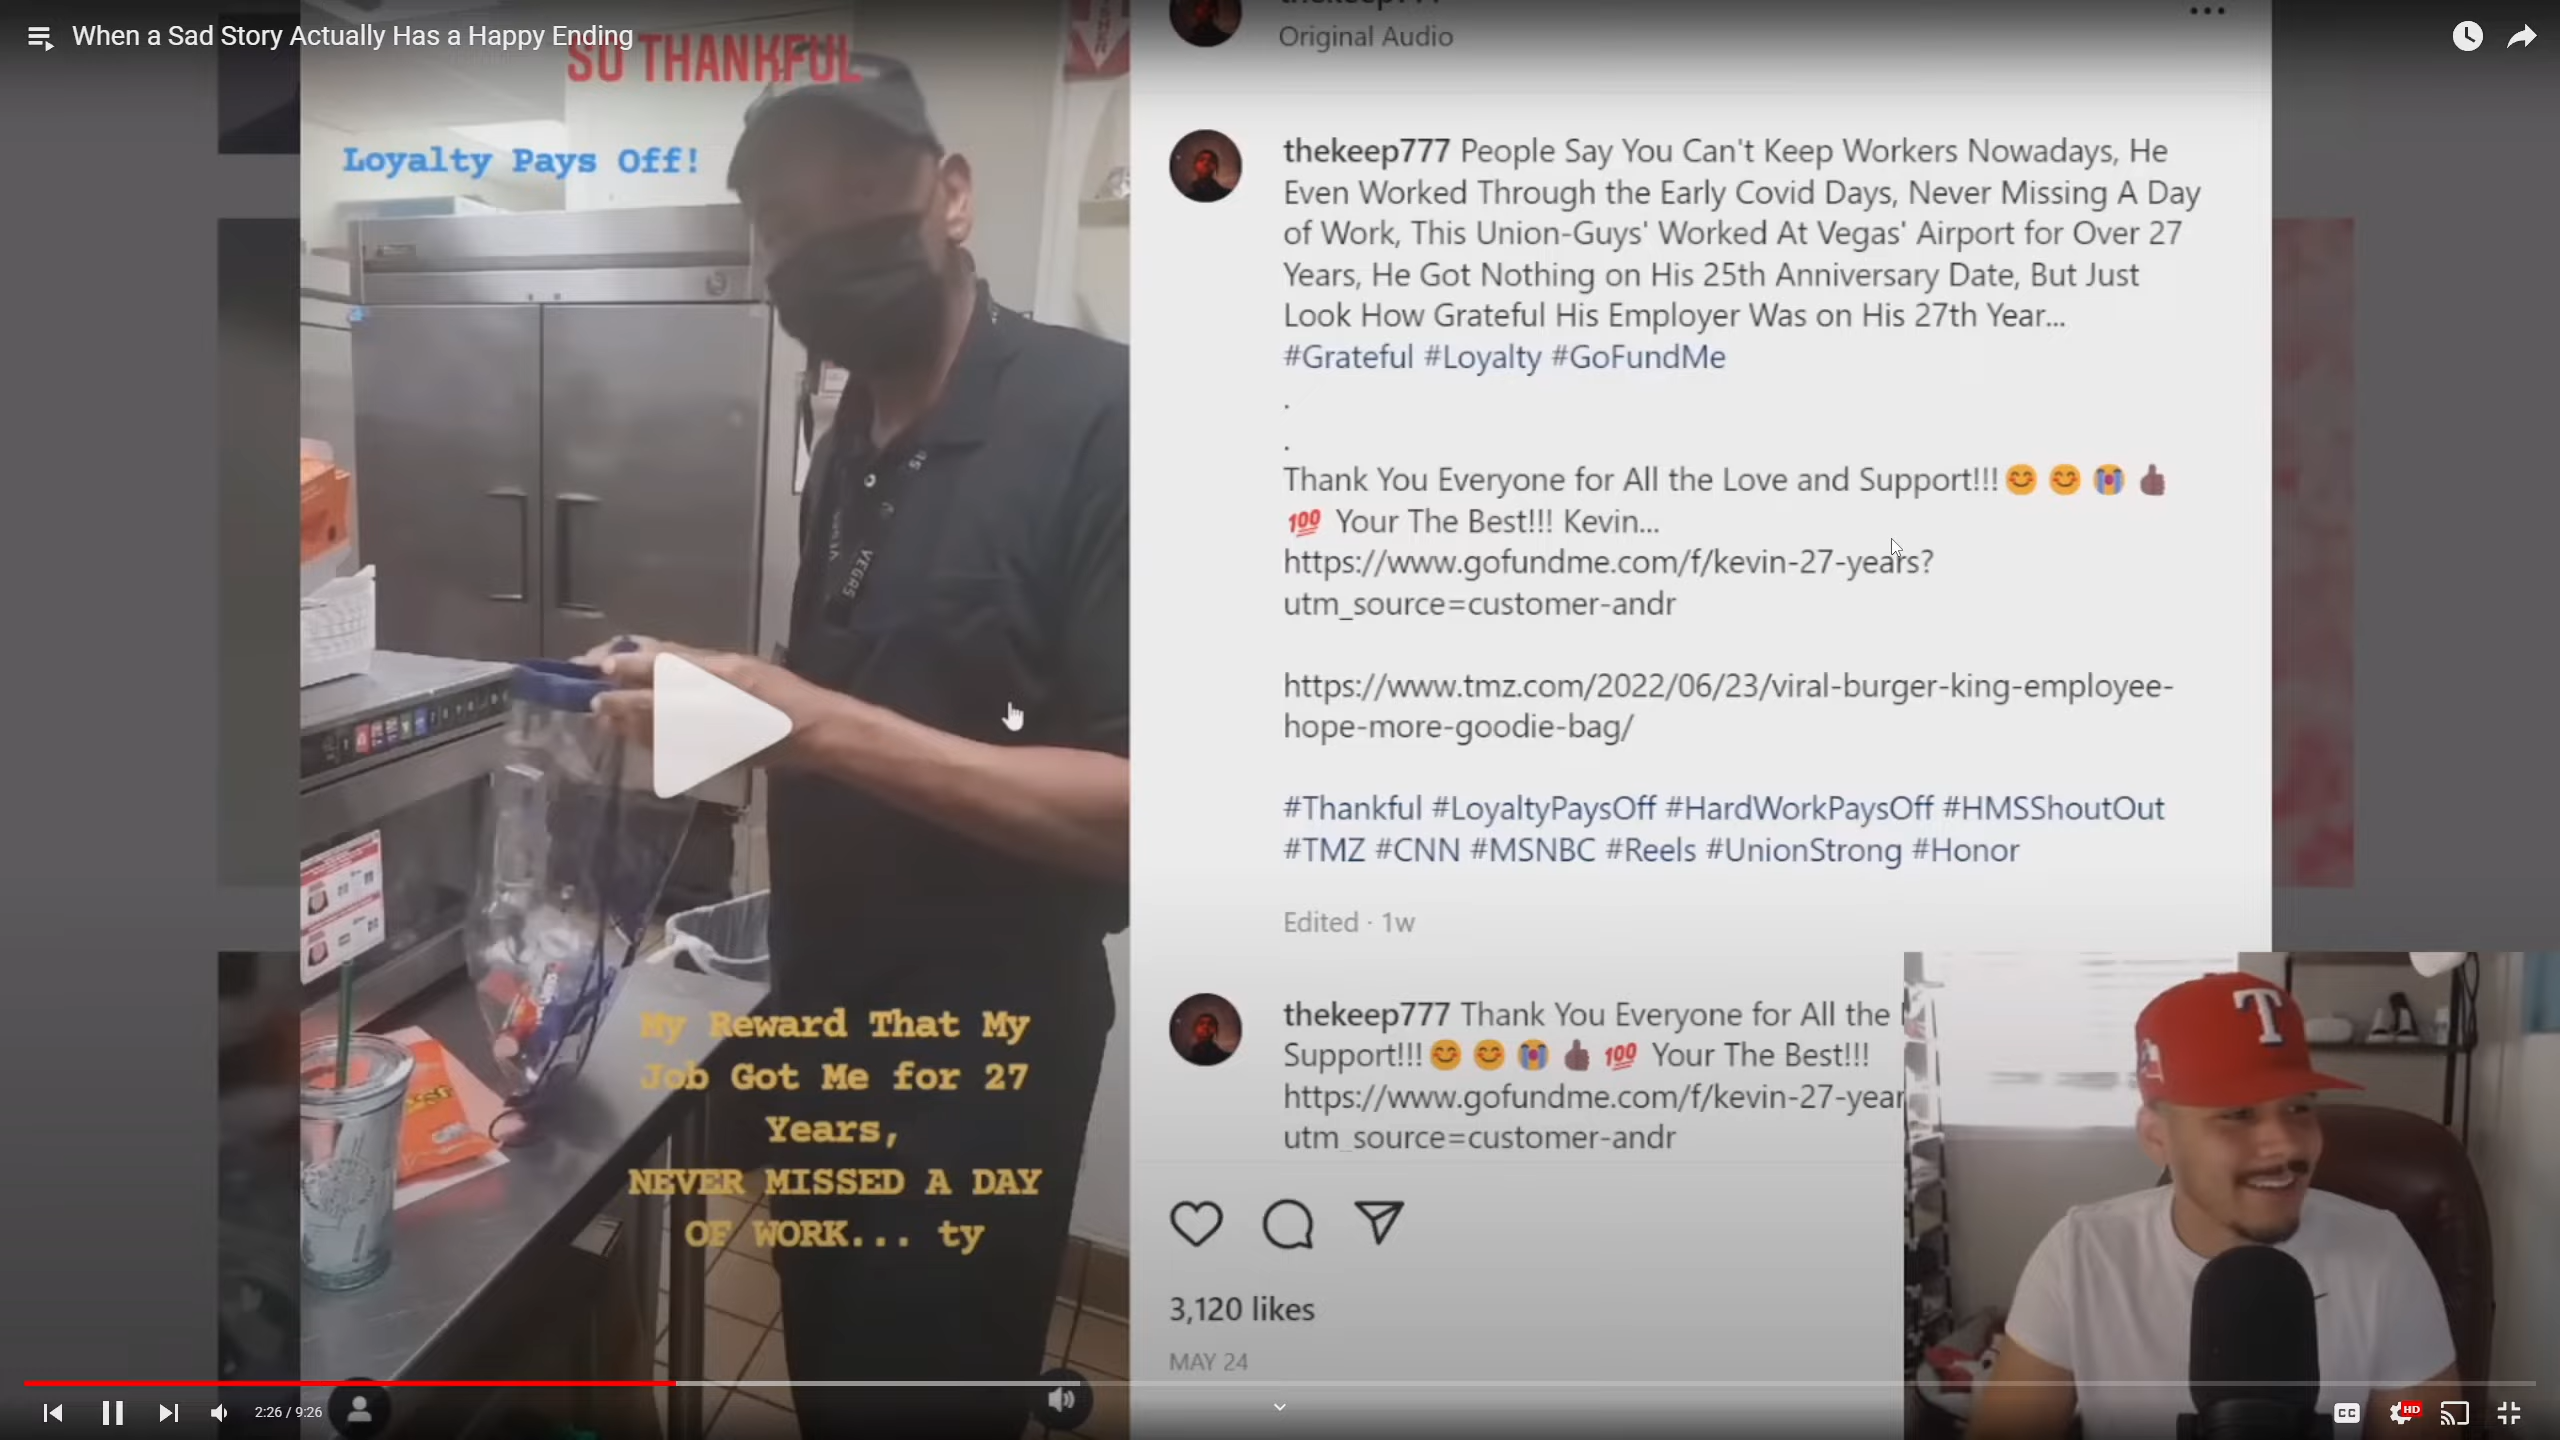 When a Sad Story Actually Has a Happy Ending
SO THANKFUL
Loyalty Pays Off!
VEGAS
My Reward That My
Job Got Me for 27
Years,
NEVER MISSED A DAY
OF WORK... ty
thekeep777
Original Audio
thekeep777 People Say You Can't Keep Workers Nowadays, He
Even Worked Through the Early Covid Days, Never Missing A Day
of Work, This Union-Guys' Worked At Vegas' Airport for Over 27
Years, He Got Nothing on His 25th Anniversary Date, But Just
Look How Grateful His Employer Was on His 27th Year...
#Grateful #Loyalty #GoFundMe
.
.
Thank You Everyone for All the Love and Support!!!😊 😊 😭 👍🏾
💯 Your The Best!!! Kevin...
https://www.gofundme.com/f/kevin-27-years?
utm_source=customer-andr
https://www.tmz.com/2022/06/23/viral-burger-king-employee-
hope-more-goodie-bag/
#Thankful #LoyaltyPaysOff #HardWorkPaysOff #HMSShoutOut
#TMZ #CNN #MSNBC #Reels #UnionStrong #Honor
Edited · 1w
thekeep777 Thank You Everyone for All the
Support!!!😊 😊 😭 👍🏾 💯 Your The Best!!!
https://www.gofundme.com/f/kevin-27-year
utm_source=customer-andr
3,120 likes
MAY 24
T
2:26 / 9:26
CC
HD